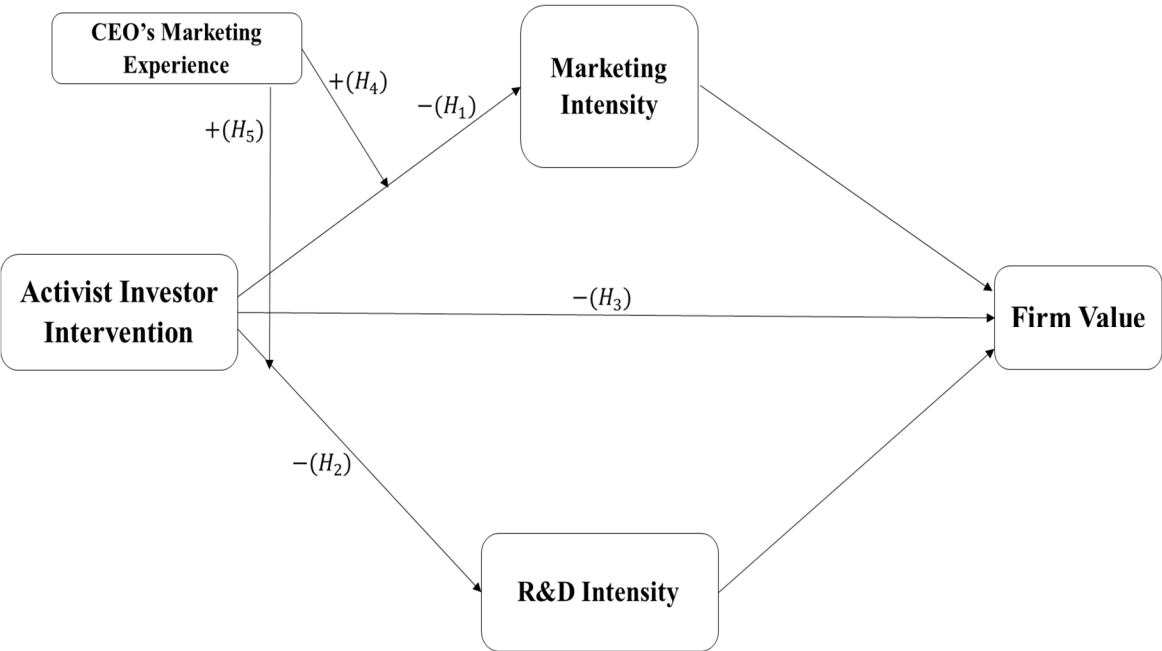 CEO's Marketing
Experience
+(H₄)
−(H₁)
Marketing
Intensity
+(H₅)
Activist Investor
Intervention
−(H₃)
Firm Value
−(H₂)
R&D Intensity